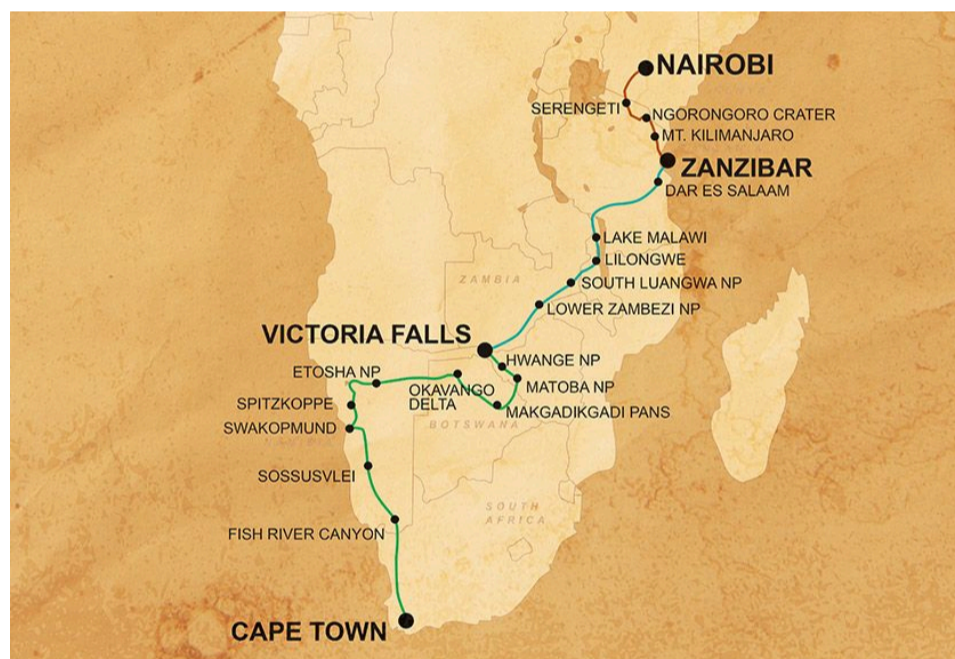 NAIROBI
SERENGETI
NGORONGORO CRATER
MT. KILIMANJARO
ZANZIBAR
DAR ES SALAAM
LAKE MALAWI
LILONGWE
ZAMBIA
SOUTH LUANGWA NP
LOWER ZAMBEZI NP
VICTORIA FALLS
HWANGE NP
ETOSHA NP
MATOBA NP
OKAVANGO
DELTA
SPITZKOPPE
MAKGADIKGADI PANS
BOTSWANA
SWAKOPMUND
SOSSUSVLEI
SOUTH
AFRICA
FISH RIVER CANYON
CAPE TOWN